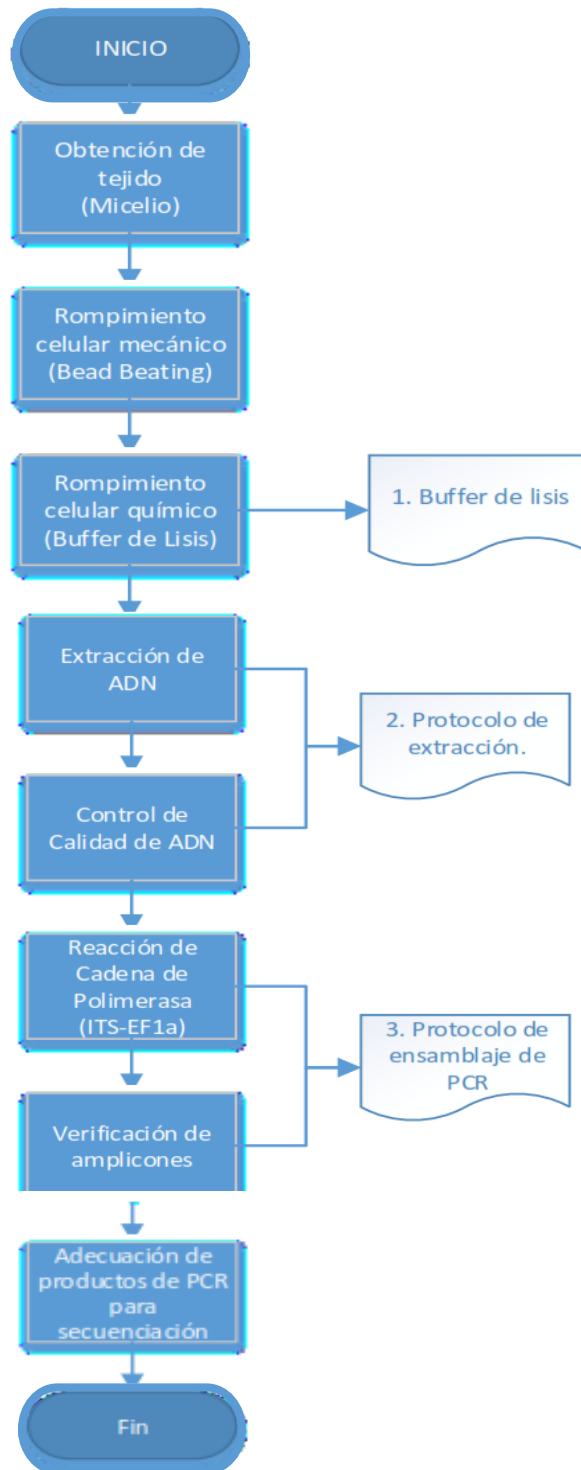 INICIO
Obtención de
tejido
(Micelio)
Rompimiento
celular mecánico
(Bead Beating)
Rompimiento
celular químico
(Buffer de Lisis)
1. Buffer de lisis
Extracción de
ADN
2. Protocolo de
extracción.
Control de
Calidad de ADN
Reacción de
Cadena de
Polimerasa
(ITS-EF1a)
3. Protocolo de
ensamblaje de
PCR
Verificación de
amplicones
Adecuación de
productos de PCR
para
secuenciación
Fin